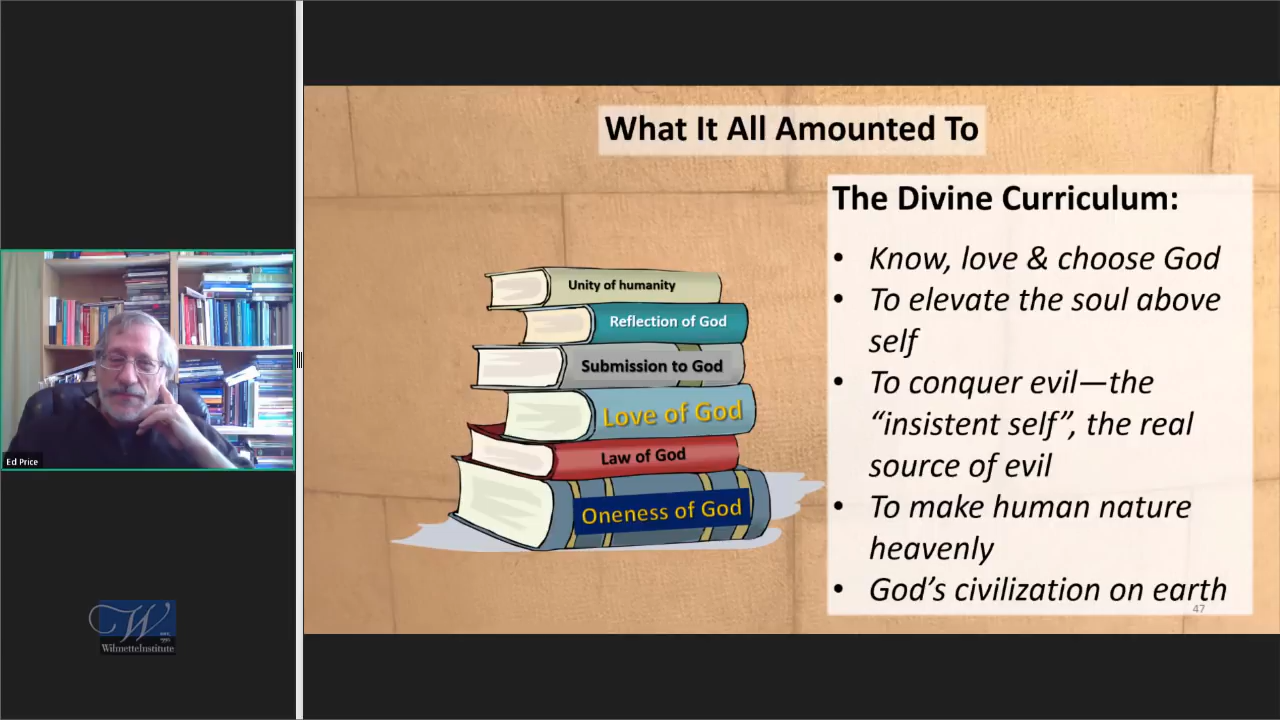 What It All Amounted To
The Divine Curriculum:
• Know, love & choose God
• To elevate the soul above
self
• To conquer evil—the
“insistent self”, the real
source of evil
• To make human nature
heavenly
• God’s civilization on earth
47
Unity of humanity
Reflection of God
Submission to God
Love of God
Law of God
Oneness of God
Ed Price
W
WilmetteInstitute